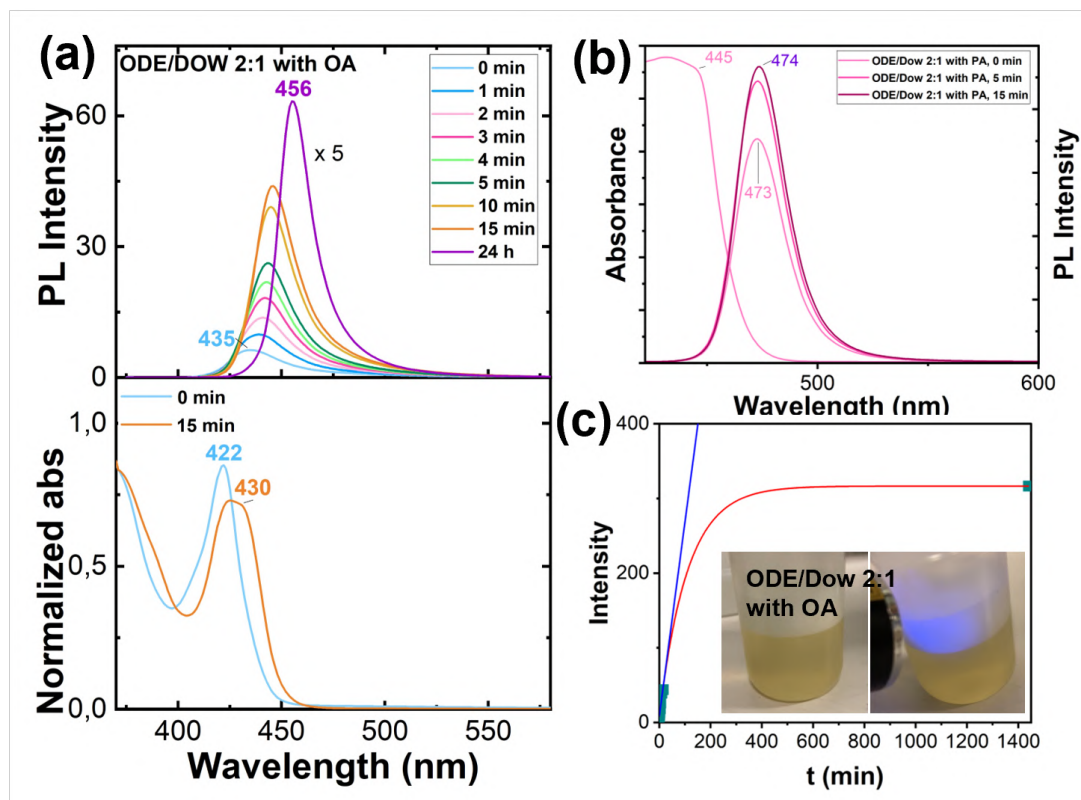 (a)
ODE/DOW 2:1 with OA
456
x 5
435
0 min
1 min
2 min
3 min
4 min
5 min
10 min
15 min
24 h
PL Intensity
60
30
0
0 min
15 min
422
430
Normalized abs
1,0
0,5
0,0
400
450
500
550
Wavelength (nm)
(b)
445
474
473
ODE/Dow 2:1 with PA, 0 min
ODE/Dow 2:1 with PA, 5 min
ODE/Dow 2:1 with PA, 15 min
Absorbance
PL Intensity
500
600
Wavelength (nm)
(c)
400
200
0
Intensity
ODE/Dow 2:1
with OA
0
200
400
600
800
1000
1200
1400
t (min)